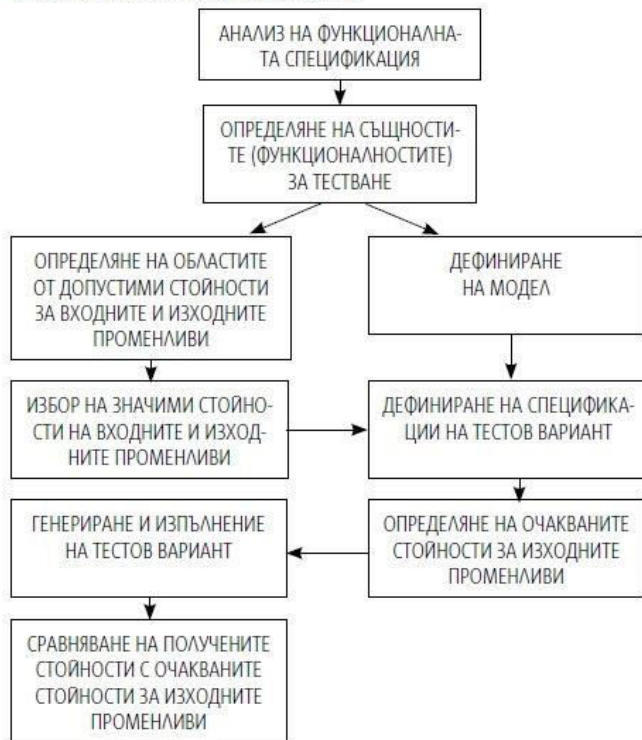 АНАЛИЗ НА ФУНКЦИОНАЛНА-
ТА СПЕЦИФИКАЦИЯ
ОПРЕДЕЛЯНЕ НА СЪЩНОСТИ-
ТЕ (ФУНКЦИОНАЛНОСТИТЕ)
ЗА ТЕСТВАНЕ
ОПРЕДЕЛЯНЕ НА ОБЛАСТИТЕ
ОТ ДОПУСТИМИ СТОЙНОСТИ
ЗА ВХОДНИТЕ И ИЗХОДНИТЕ
ПРОМЕНЛИВИ
ДЕФИНИРАНЕ
НА МОДЕЛ
ИЗБОР НА ЗНАЧИМИ СТОЙНО-
СТИ НА ВХОДНИТЕ И ИЗХОД-
НИТЕ ПРОМЕНЛИВИ
ДЕФИНИРАНЕ НА СПЕЦИФИКА-
ЦИИ НА ТЕСТОВ ВАРИАНТ
ОПРЕДЕЛЯНЕ НА ОЧАКВАНИТЕ
СТОЙНОСТИ ЗА ИЗХОДНИТЕ
ПРОМЕНЛИВИ
ГЕНЕРИРАНЕ И ИЗПЪЛНЕНИЕ
НА ТЕСТОВ ВАРИАНТ
СРАВНЯВАНЕ НА ПОЛУЧЕНИТЕ
СТОЙНОСТИ С ОЧАКВАНИТЕ
СТОЙНОСТИ ЗА ИЗХОДНИТЕ
ПРОМЕНЛИВИ